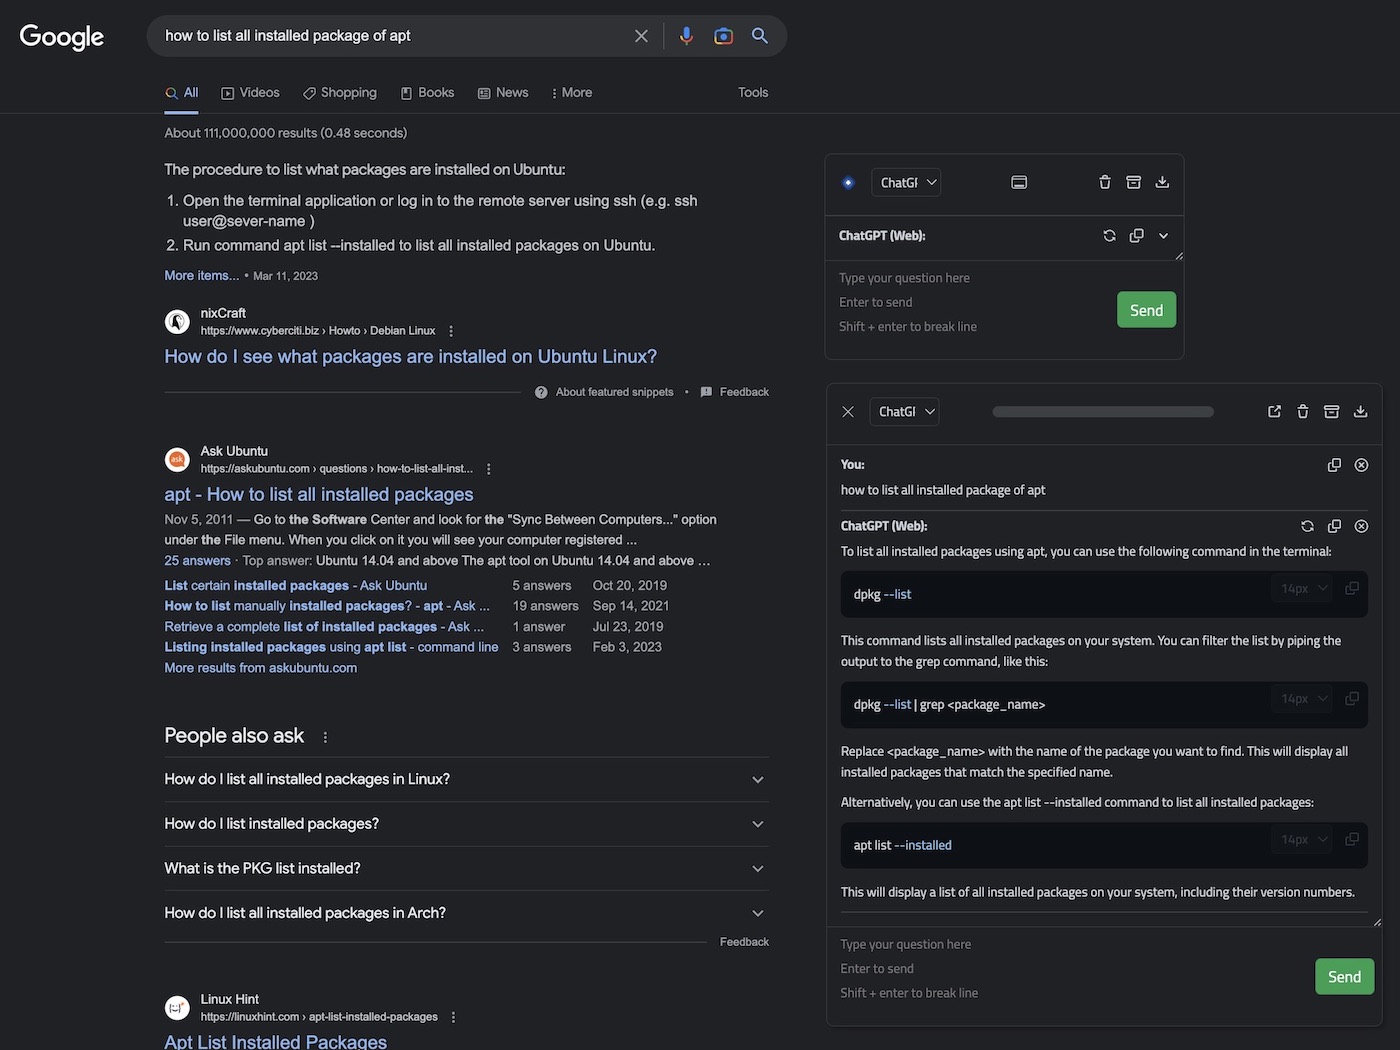 Google
how to list all installed package of apt
All
Videos
Shopping
Books
News
More
Tools
About 111,000,000 results (0.48 seconds)
The procedure to list what packages are installed on Ubuntu:
1. Open the terminal application or log in to the remote server using ssh (e.g. ssh
user@sever-name )
2. Run command apt list --installed to list all installed packages on Ubuntu.
More items... • Mar 11, 2023
nixCraft
https://www.cyberciti.biz › Howto › Debian Linux
How do I see what packages are installed on Ubuntu Linux?
About featured snippets • Feedback
ask
Ask Ubuntu
https://askubuntu.com › questions › how-to-list-all-inst...
apt - How to list all installed packages
Nov 5, 2011 — Go to the Software Center and look for the "Sync Between Computers..." option
under the File menu. When you click on it you will see your computer registered ...
25 answers · Top answer: Ubuntu 14.04 and above The apt tool on Ubuntu 14.04 and above …
List certain installed packages - Ask Ubuntu 5 answers Oct 20, 2019
How to list manually installed packages? - apt - Ask ... 19 answers Sep 14, 2021
Retrieve a complete list of installed packages - Ask ... 1 answer Jul 23, 2019
Listing installed packages using apt list - command line 3 answers Feb 3, 2023
More results from askubuntu.com
People also ask
How do I list all installed packages in Linux?
How do I list installed packages?
What is the PKG list installed?
How do I list all installed packages in Arch?
Feedback
Linux Hint
https://linuxhint.com › apt-list-installed-packages
Apt List Installed Packages
ChatGI
ChatGPT (Web):
Type your question here
Enter to send
Shift + enter to break line
Send
ChatGI
You:
how to list all installed package of apt
ChatGPT (Web):
To list all installed packages using apt, you can use the following command in the terminal:
dpkg --list
14px
This command lists all installed packages on your system. You can filter the list by piping the
output to the grep command, like this:
dpkg --list | grep <package_name>
14px
Replace <package_name> with the name of the package you want to find. This will display all
installed packages that match the specified name.
Alternatively, you can use the apt list --installed command to list all installed packages:
apt list --installed
14px
This will display a list of all installed packages on your system, including their version numbers.
Type your question here
Enter to send
Shift + enter to break line
Send